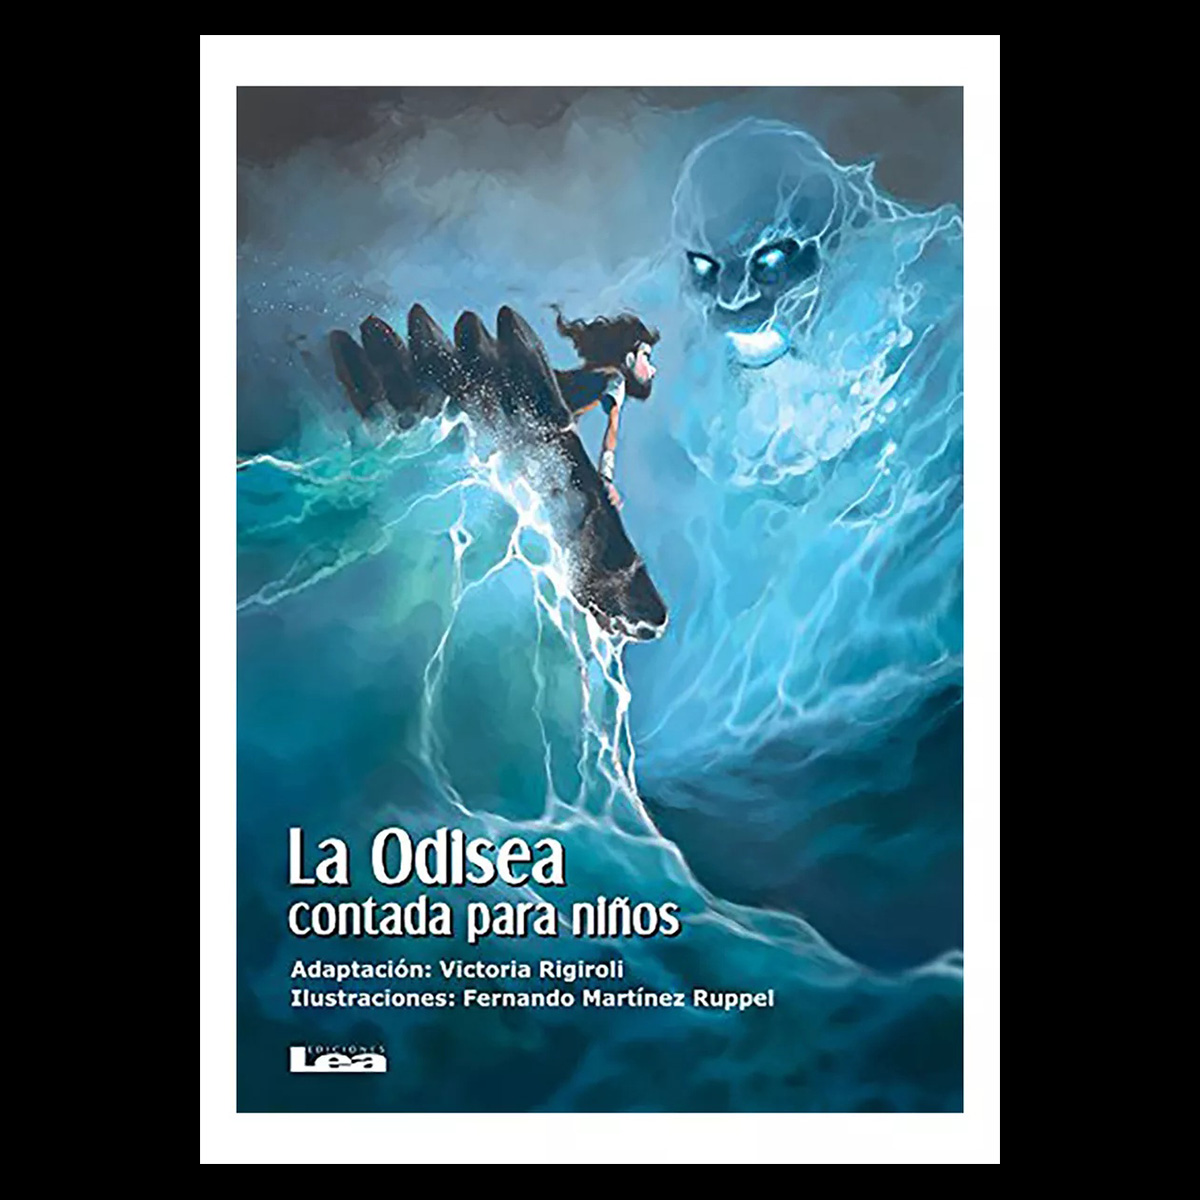 La Odisea
contada para niños
Adaptación: Victoria Rigiroli
Ilustraciones: Fernando Martínez Ruppel
EDICIONES
Lea